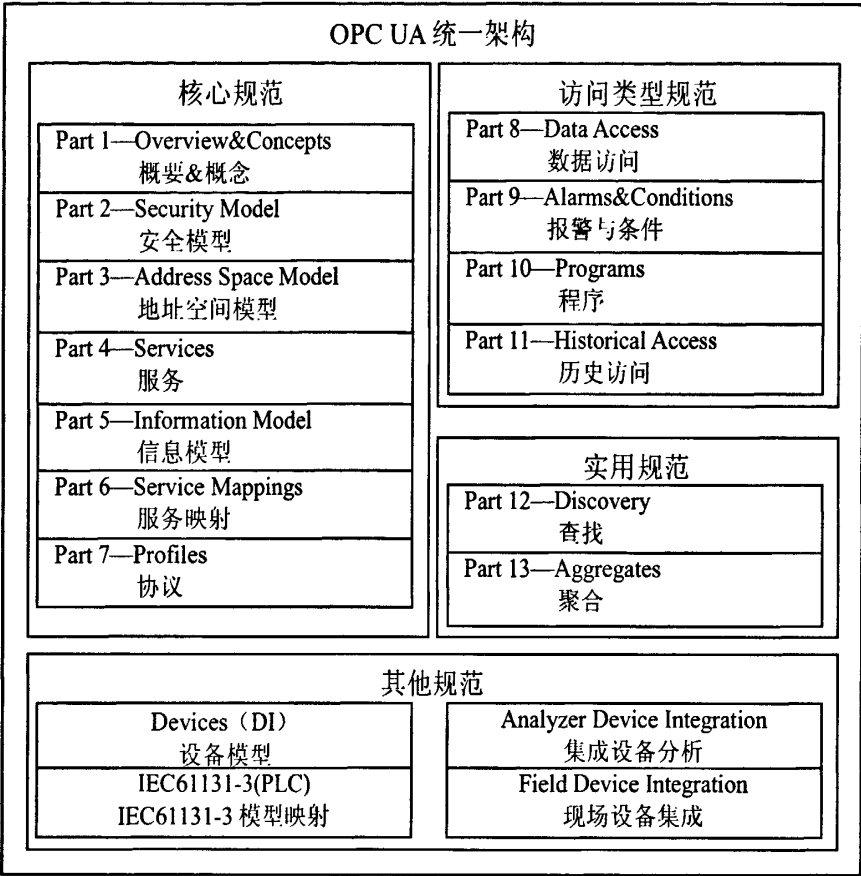 OPC UA 统一架构
核心规范
Part 1—Overview&Concepts
概要&概念
Part 2—Security Model
安全模型
Part 3—Address Space Model
地址空间模型
Part 4—Services
服务
Part 5—Information Model
信息模型
Part 6—Service Mappings
服务映射
Part 7—Profiles
协议
访问类型规范
Part 8—Data Access
数据访问
Part 9—Alarms&Conditions
报警与条件
Part 10—Programs
程序
Part 11—Historical Access
历史访问
实用规范
Part 12—Discovery
查找
Part 13—Aggregates
聚合
其他规范
Devices（DI）
设备模型
IEC61131-3(PLC)
IEC61131-3 模型映射
Analyzer Device Integration
集成设备分析
Field Device Integration
现场设备集成